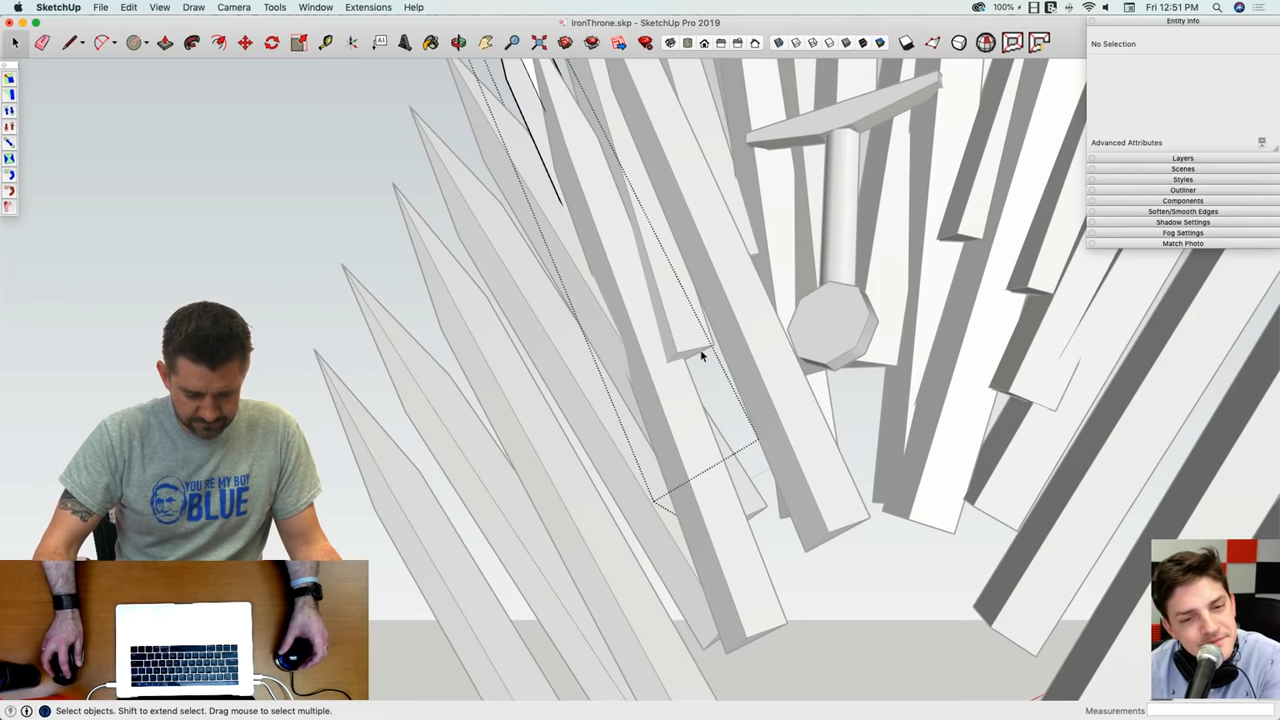 SketchUp File Edit View Draw Camera Tools Window Extensions Help
100% Fri 12:51 PM
IronThrone.skp - SketchUp Pro 2019
Entity Info
No Selection
Advanced Attributes
Layers
Scenes
Styles
Outliner
Components
Soften/Smooth Edges
Shadow Settings
Fog Settings
Match Photo
YOU'RE MY BOY
BLUE
Select objects. Shift to extend select. Drag mouse to select multiple.
Measurements